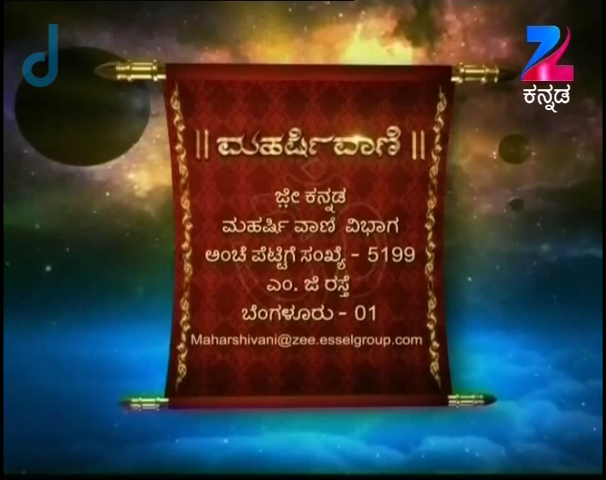 ಕನ್ನಡ
|| ಮಹರ್ಷಿವಾಣಿ ||
ಜ಼ೀ ಕನ್ನಡ
ಮಹರ್ಷಿ ವಾಣಿ ವಿಭಾಗ
ಅಂಚೆ ಪೆಟ್ಟಿಗೆ ಸಂಖ್ಯೆ - 5199
ಎಂ. ಜಿ ರಸ್ತೆ
ಬೆಂಗಳೂರು - 01
Maharshivani@zee.esselgroup.com